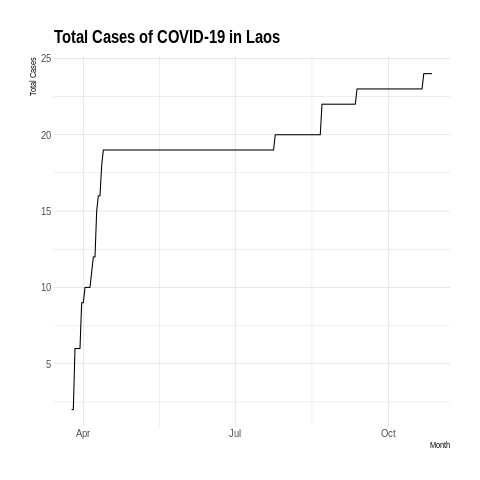 Total Cases of COVID-19 in Laos
Total Cases
25
20
15
10
5
Apr
Jul
Oct
Month